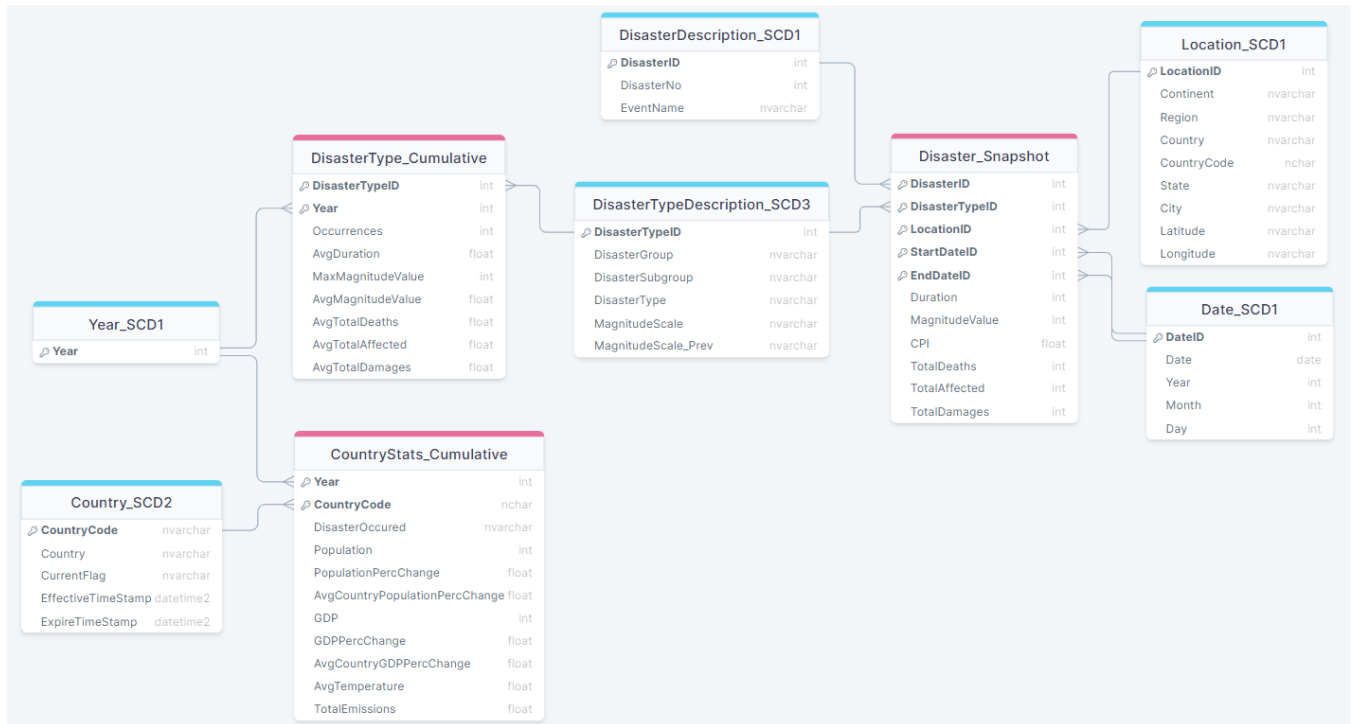 DisasterDescription_SCD1
DisasterID int
DisasterNo int
EventName nvarchar
Location_SCD1
LocationID int
Continent nvarchar
Region nvarchar
Country nvarchar
CountryCode nchar
State nvarchar
City nvarchar
Latitude nvarchar
Longitude nvarchar
DisasterType_Cumulative
DisasterTypeID int
Year int
Occurrences int
AvgDuration float
MaxMagnitudeValue int
AvgMagnitudeValue float
AvgTotalDeaths float
AvgTotalAffected float
AvgTotalDamages float
Disaster_Snapshot
DisasterID int
DisasterTypeID int
LocationID int
StartDateID int
EndDateID int
Duration int
MagnitudeValue int
CPI float
TotalDeaths int
TotalAffected int
TotalDamages int
DisasterTypeDescription_SCD3
DisasterTypeID int
DisasterGroup nvarchar
DisasterSubgroup nvarchar
DisasterType nvarchar
MagnitudeScale nvarchar
MagnitudeScale_Prev nvarchar
Year_SCD1
Year int
Date_SCD1
DateID int
Date date
Year int
Month int
Day int
CountryStats_Cumulative
Year int
CountryCode nchar
DisasterOccured nvarchar
Population int
PopulationPercChange float
AvgCountryPopulationPercChange float
GDP int
GDPPercChange float
AvgCountryGDPPercChange float
AvgTemperature float
TotalEmissions float
Country_SCD2
CountryCode nvarchar
Country nvarchar
CurrentFlag nvarchar
EffectiveTimeStamp datetime2
ExpireTimeStamp datetime2